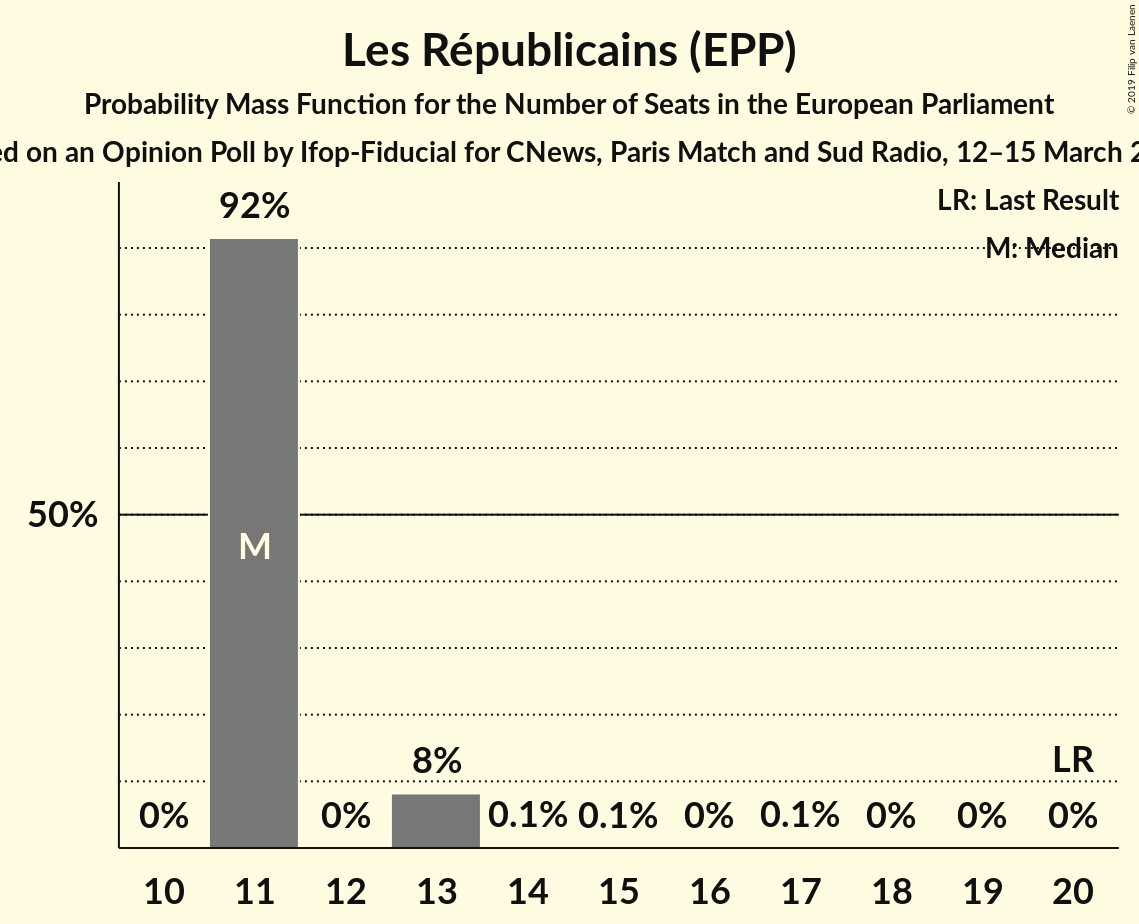 Les Républicains (EPP)
Probability Mass Function for the Number of Seats in the European Parliament
on an Opinion Poll by Ifop-Fiducial for CNews, Paris Match and Sud Radio, 12–15 March
© 2019 Filip van Laenen
LR: Last Result
M: Median
92%
50%
M
8%
LR
0% 0% 0.1% 0.1% 0% 0.1% 0% 0% 0%
10 11 12 13 14 15 16 17 18 19 20